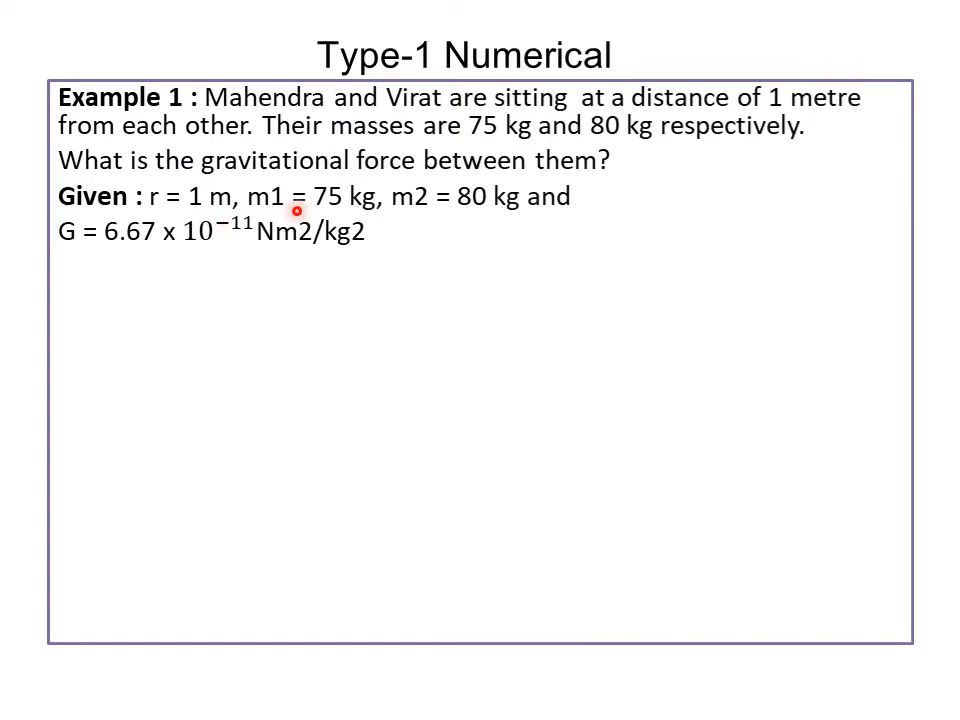 Type-1 Numerical
Example 1 : Mahendra and Virat are sitting at a distance of 1 metre
from each other. Their masses are 75 kg and 80 kg respectively.
What is the gravitational force between them?
Given : r = 1 m, m1 = 75 kg, m2 = 80 kg and
G = 6.67 x 10⁻¹¹ Nm2/kg2